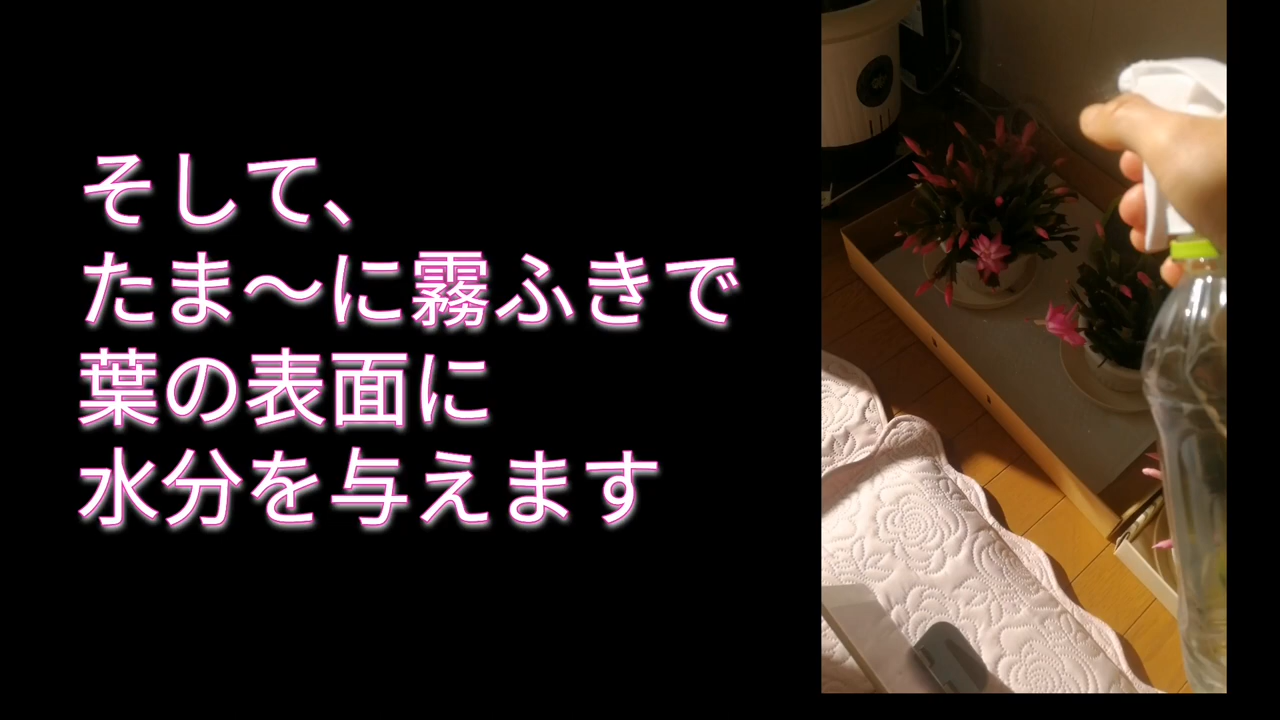 そして、
たま～に霧ふきで
葉の表面に
水分を与えます